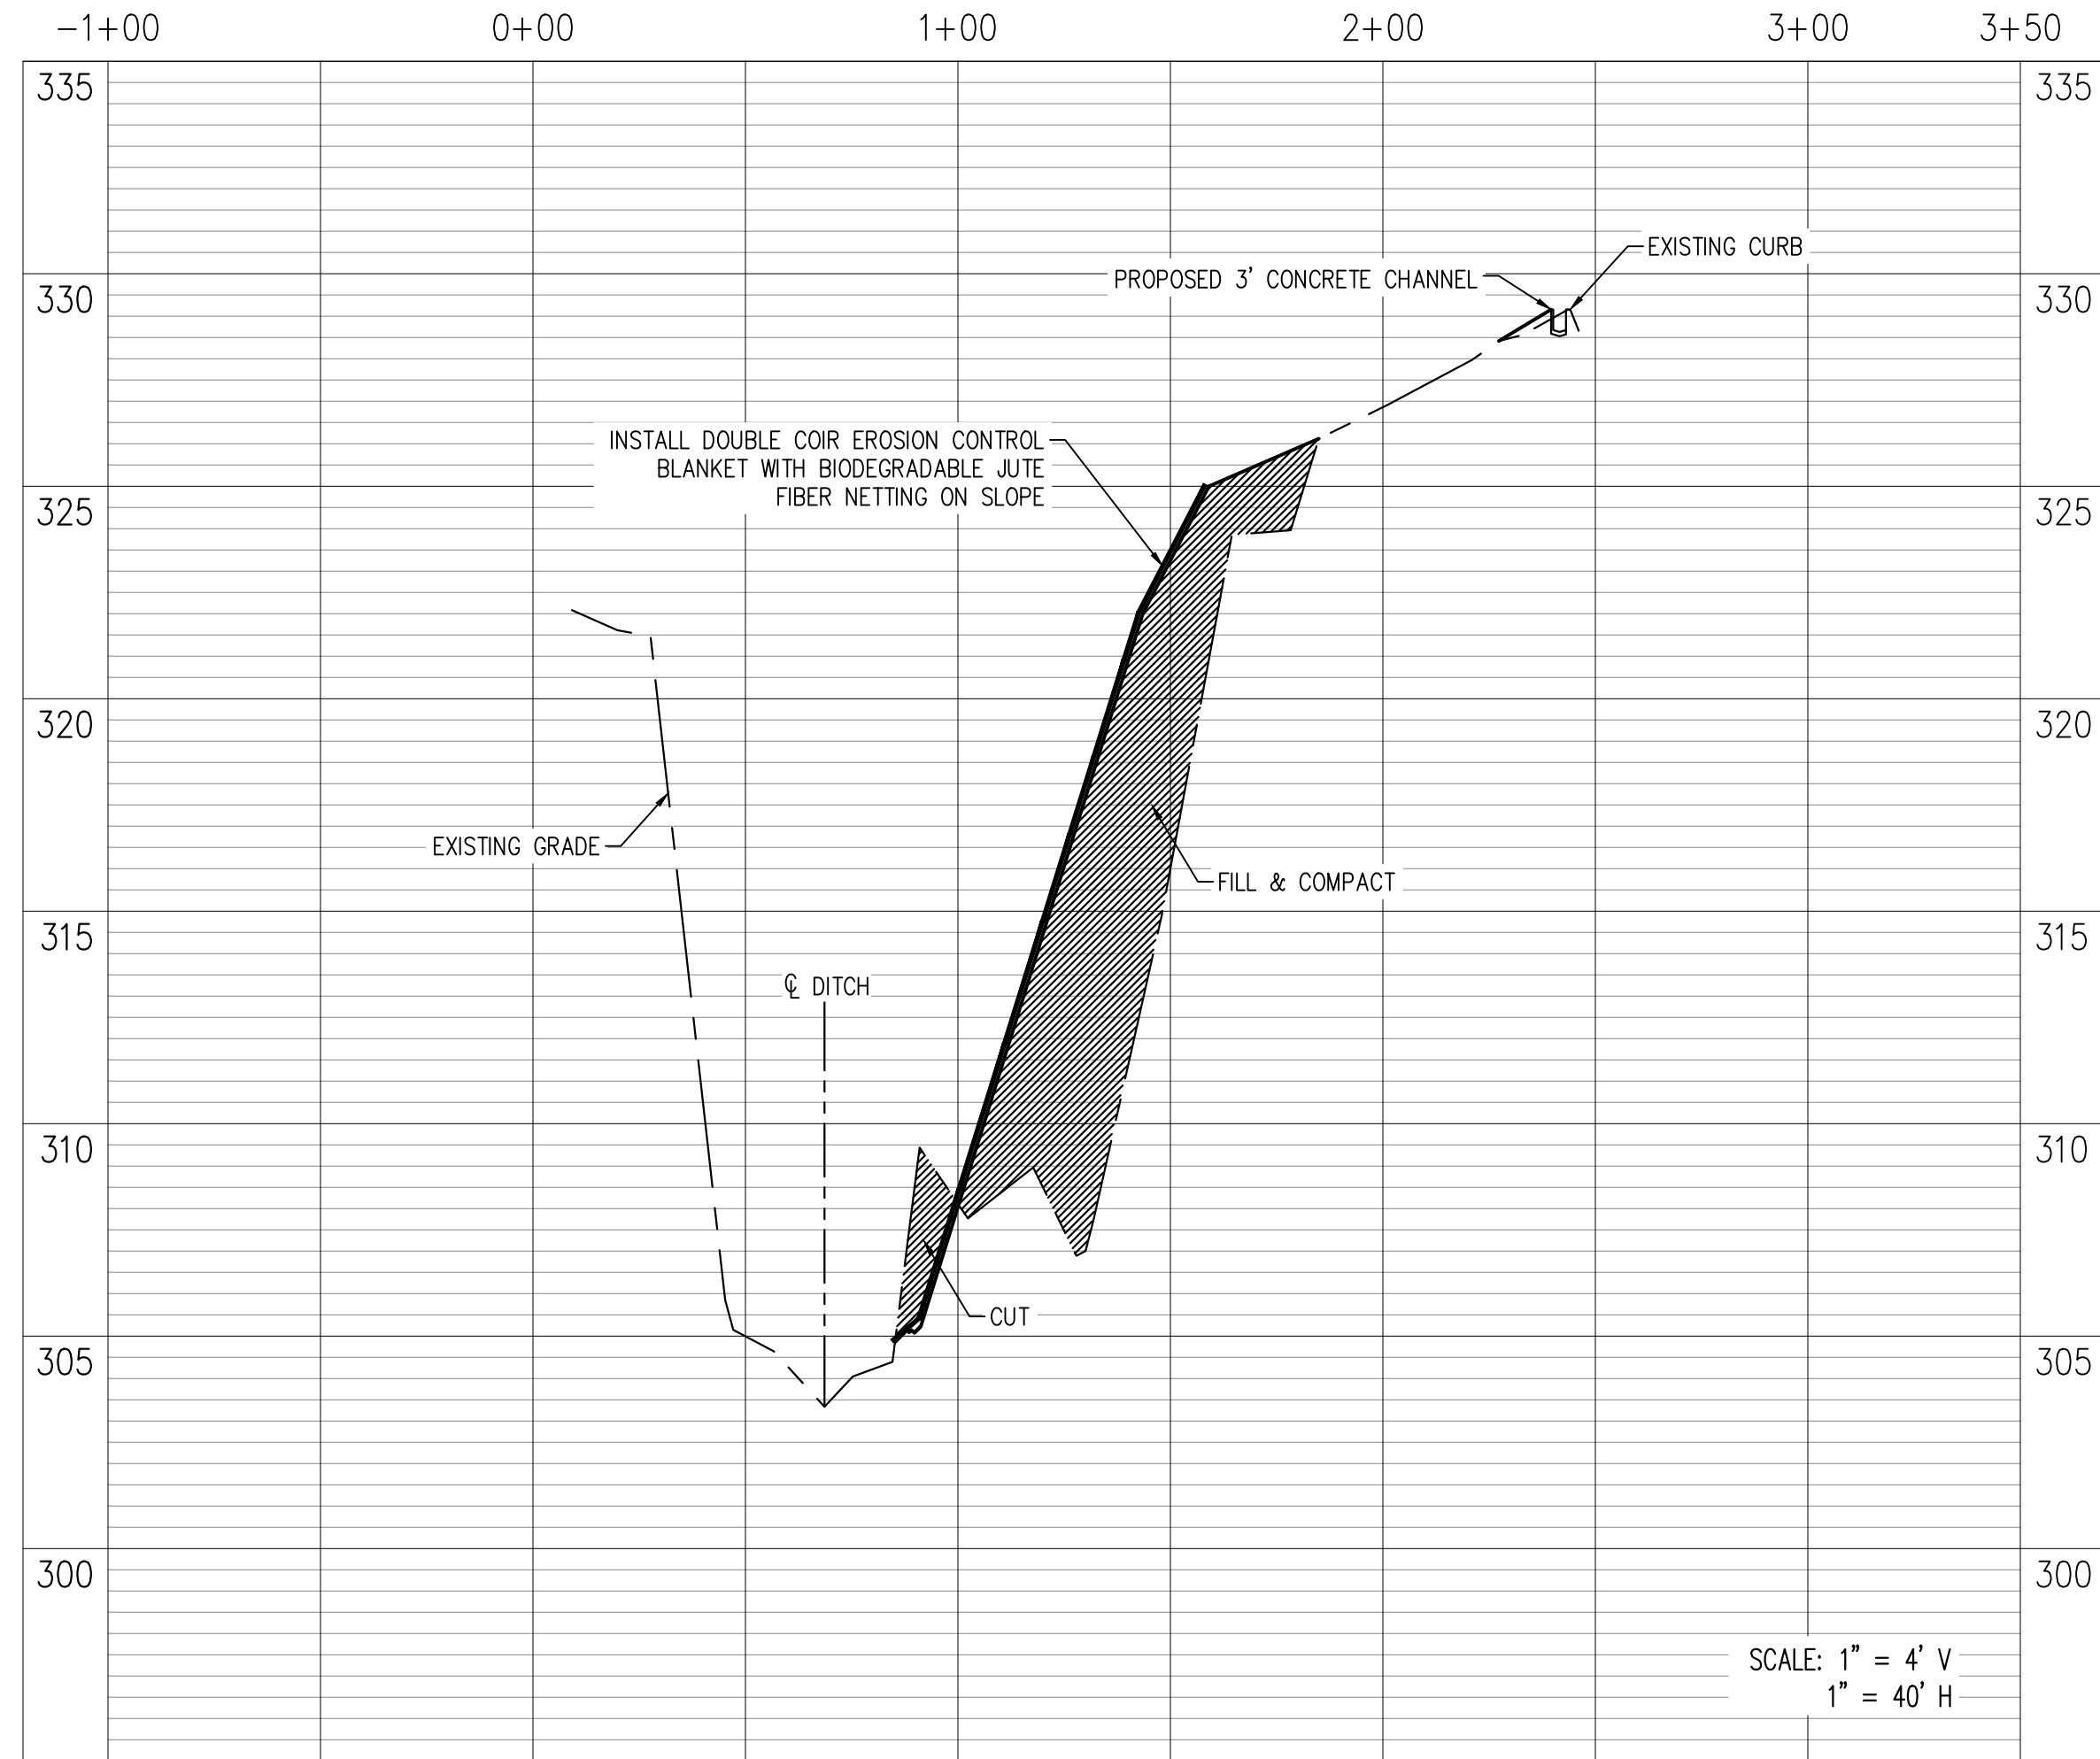 -1+00 0+00 1+00 2+00 3+00 3+50
335 335
EXISTING CURB
PROPOSED 3' CONCRETE CHANNEL
330 330
INSTALL DOUBLE COIR EROSION CONTROL
BLANKET WITH BIODEGRADABLE JUTE
FIBER NETTING ON SLOPE
325 325
320 320
EXISTING GRADE
FILL & COMPACT
315 315
℄ DITCH
310 310
CUT
305 305
300 300
SCALE: 1" = 4' V
1" = 40' H